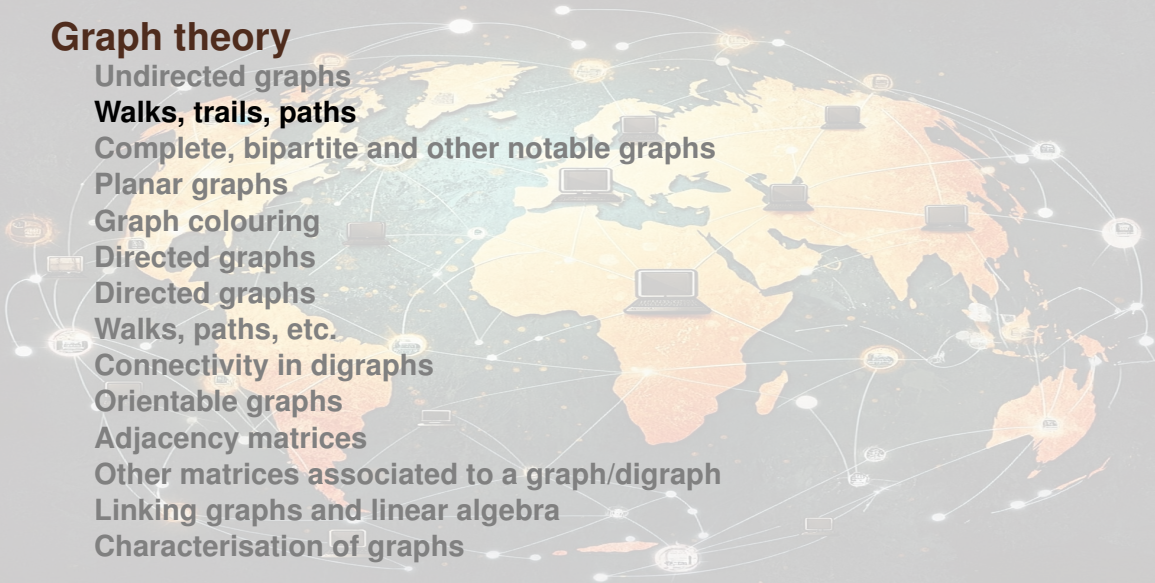 Graph theory
Undirected graphs
Walks, trails, paths
Complete, bipartite and other notable graphs
Planar graphs
Graph colouring
Directed graphs
Directed graphs
Walks, paths, etc.
Connectivity in digraphs
Orientable graphs
Adjacency matrices
Other matrices associated to a graph/digraph
Linking graphs and linear algebra
Characterisation of graphs